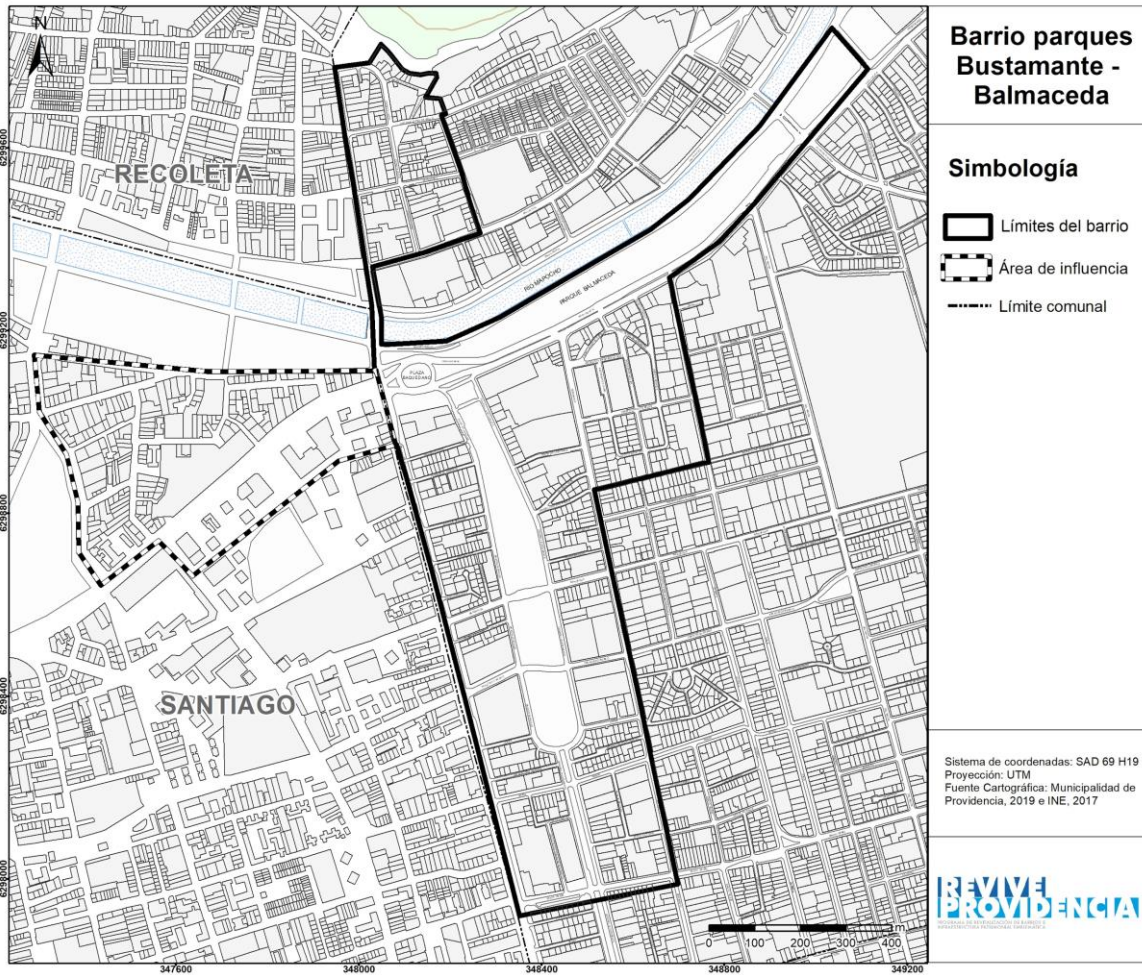 Barrio parques
Bustamante -
Balmaceda
Simbología
Límites del barrio
Área de influencia
Límite comunal
Sistema de coordenadas: SAD 69 H19
Proyección: UTM
Fuente Cartográfica: Municipalidad de
Providencia, 2019 e INE, 2017
REVIVE
PROVIDENCIA
N
RECOLETA
RIO MAPOCHO
PARQUE BALMACEDA
PLAZA
BAQUEDANO
SANTIAGO
6299600
6299200
6298800
6298400
6298000
m
0 100 200 300 400
347600 348000 348400 348800 349200